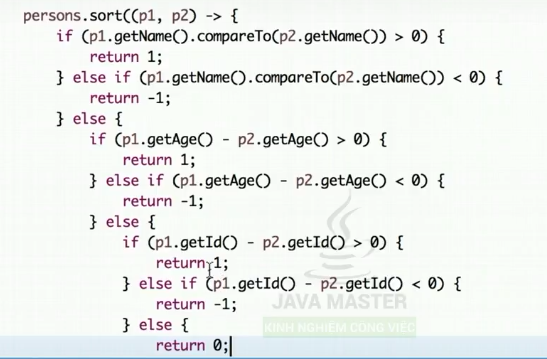 persons.sort((p1, p2) -> {
    if (p1.getName().compareTo(p2.getName()) > 0) {
        return 1;
    } else if (p1.getName().compareTo(p2.getName()) < 0) {
        return -1;
    } else {
        if (p1.getAge() - p2.getAge() > 0) {
            return 1;
        } else if (p1.getAge() - p2.getAge() < 0) {
            return -1;
        } else {
            if (p1.getId() - p2.getId() > 0) {
                return 1;
            } else if (p1.getId() - p2.getId() < 0) {
                return -1;
            } else {
                return 0;
JAVA MASTER
KINH NGHIỆM CÔNG VIỆC